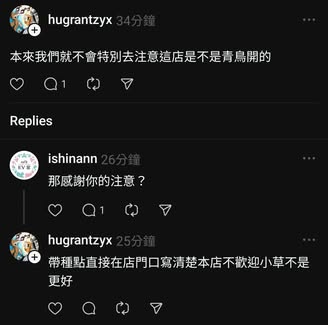 hugrantzyx 34分鐘
本來我們就不會特別去注意這店是不是青鳥開的
1
Replies
ishinann 26分鐘
那感謝你的注意？
1
hugrantzyx 25分鐘
帶種點直接在店門口寫清楚本店不歡迎小草不是
更好